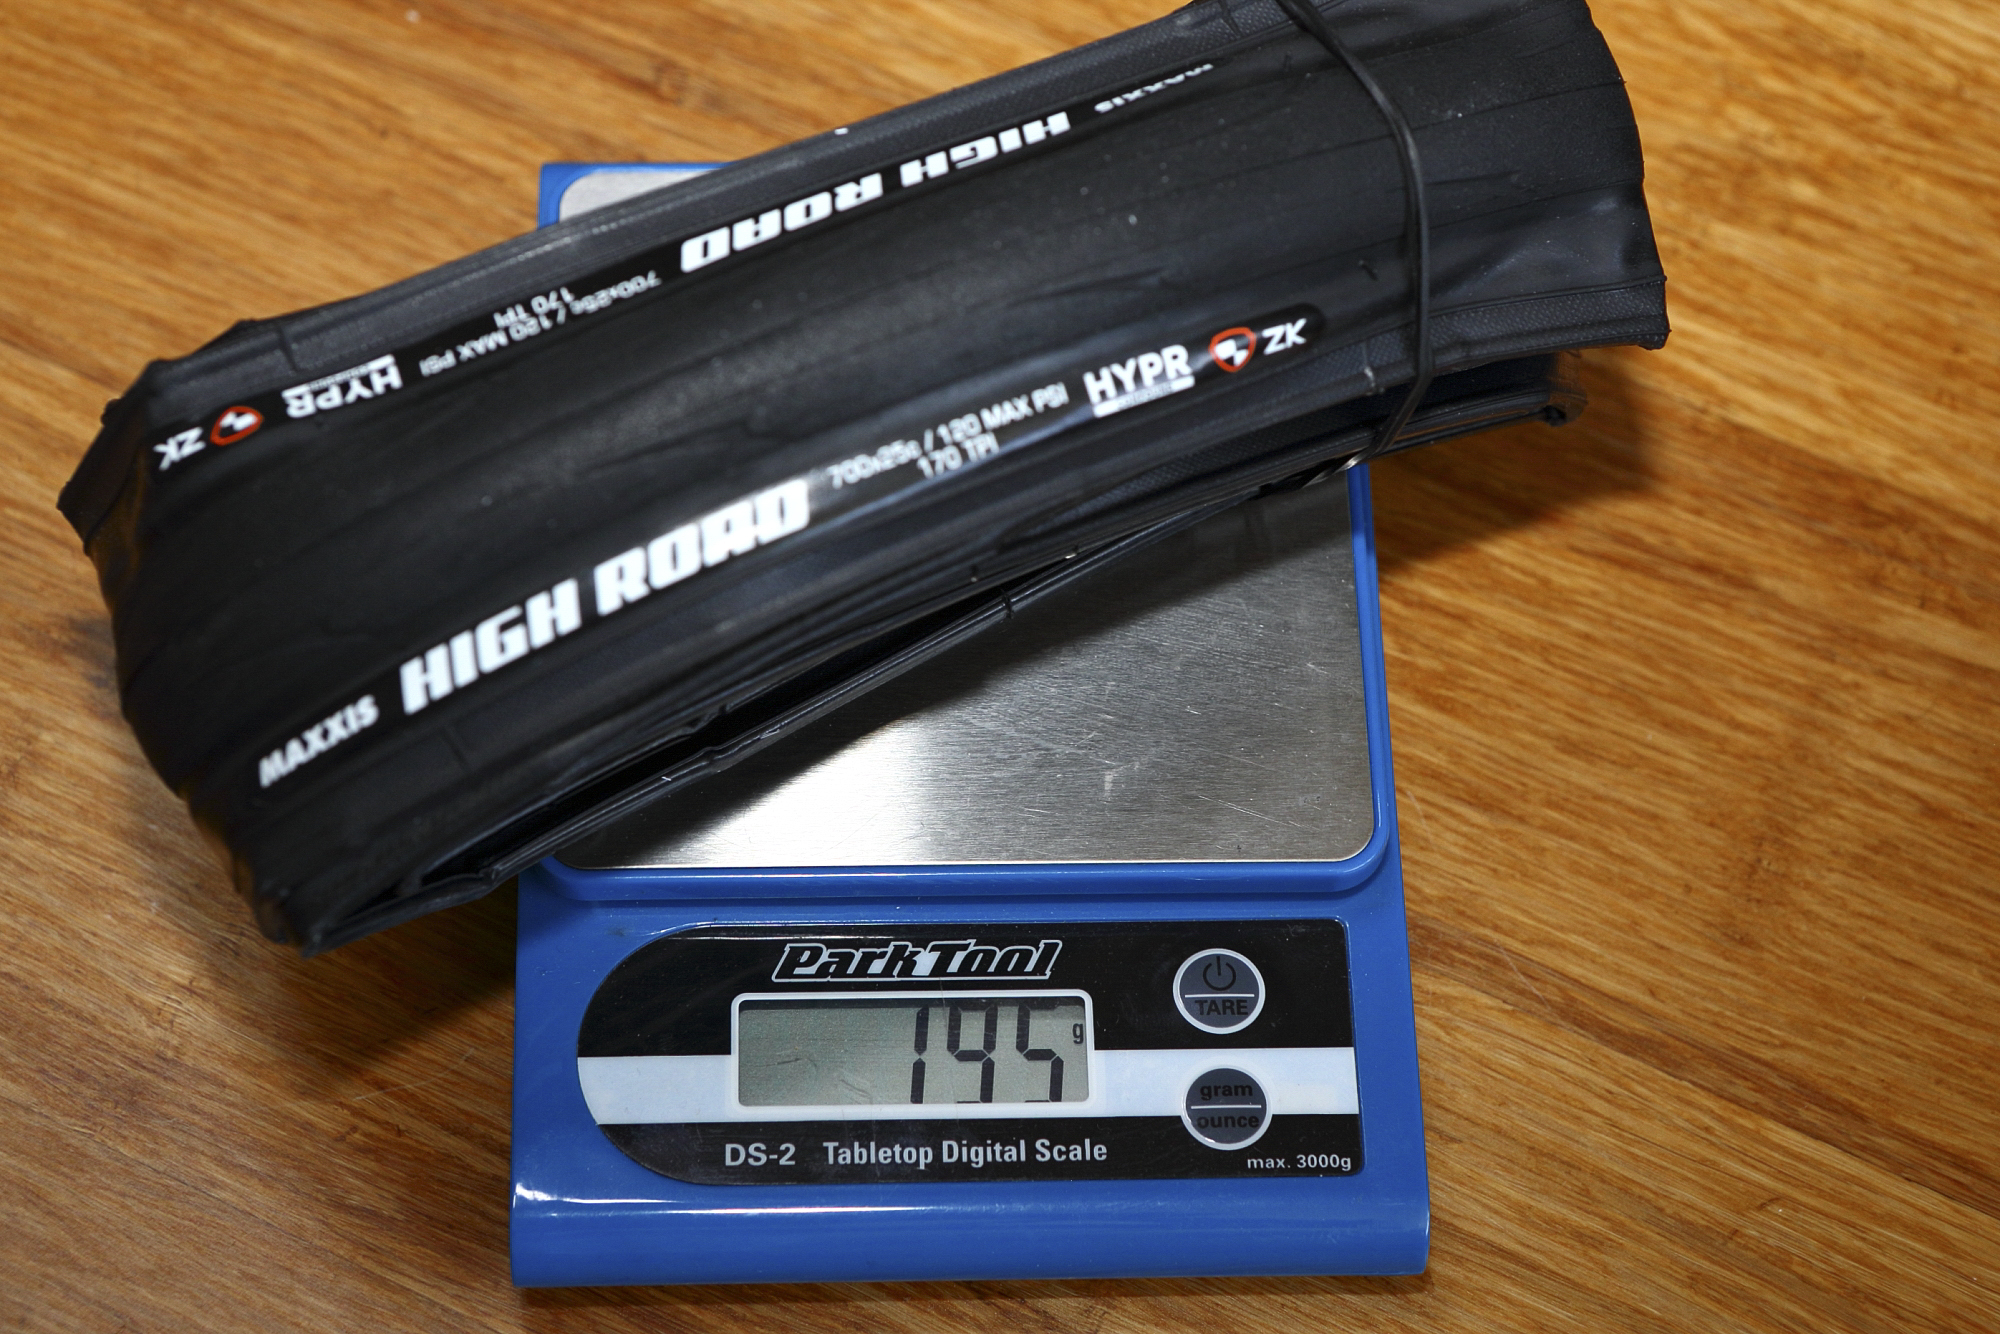 MAXXIS HIGH ROAD
700x25c / 120 MAX PSI
170 TPI
HYPR
ZK
MAXXIS HIGH ROAD
700x25c / 120 MAX PSI
170 TPI
HYPR
ZK
ParkTool
195 g
TARE
gram
ounce
DS-2 Tabletop Digital Scale
max. 3000g